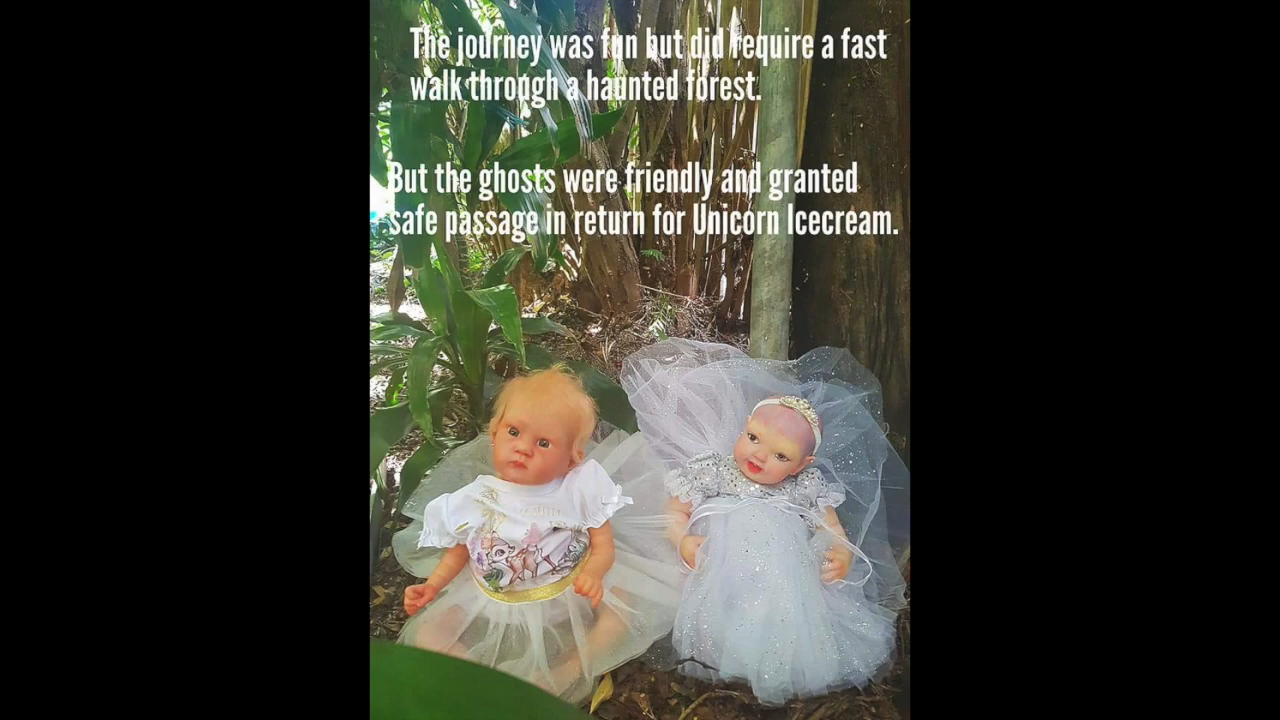 The journey was fun but did require a fast
walk through a haunted forest.
But the ghosts were friendly and granted
safe passage in return for Unicorn Icecream.